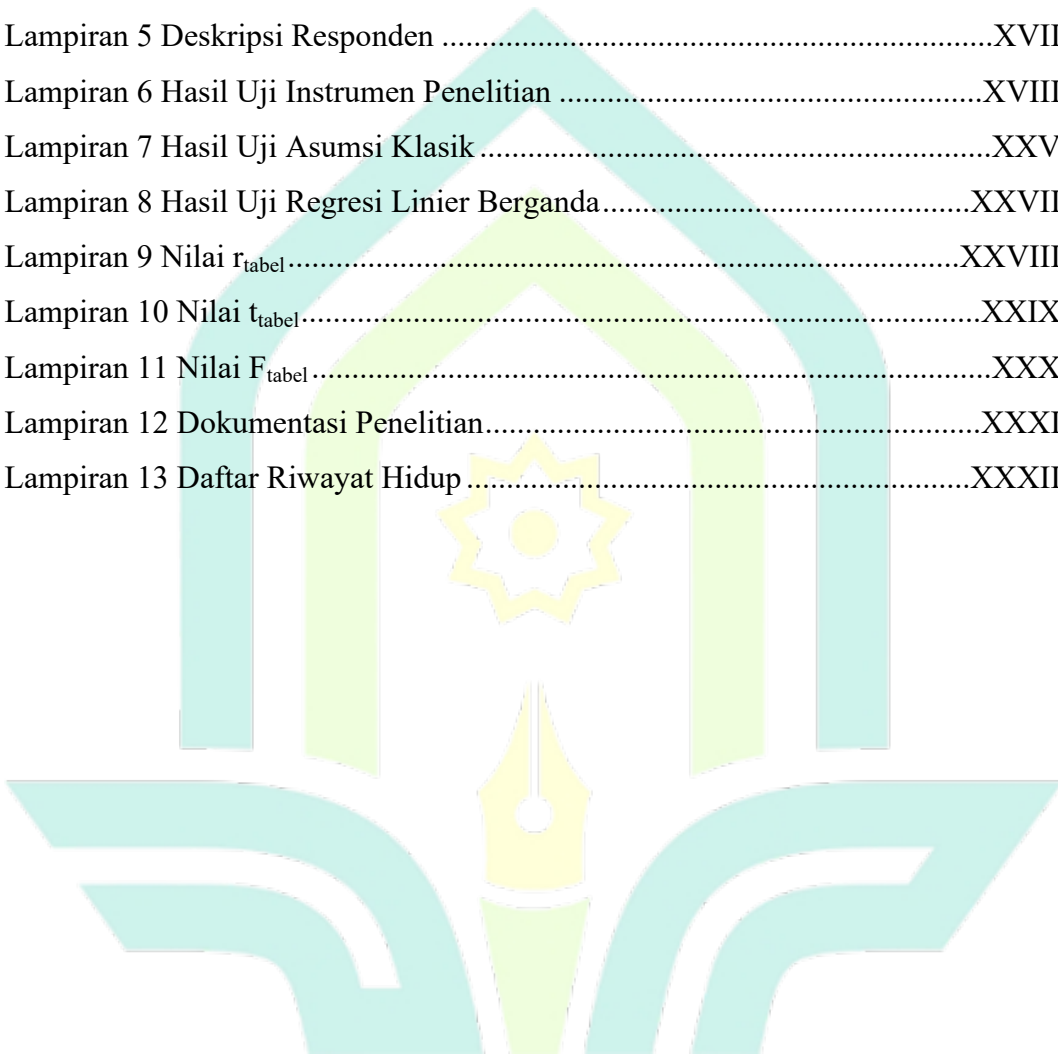 Lampiran 5 Deskripsi Responden ....................................................................XVII
Lampiran 6 Hasil Uji Instrumen Penelitian ....................................................XVIII
Lampiran 7 Hasil Uji Asumsi Klasik...............................................................XXV
Lampiran 8 Hasil Uji Regresi Linier Berganda.............................................XXVII
Lampiran 9 Nilai rtabel..................................................................................XXVIII
Lampiran 10 Nilai ttabel...................................................................................XXIX
Lampiran 11 Nilai Ftabel...................................................................................XXX
Lampiran 12 Dokumentasi Penelitian.............................................................XXXI
Lampiran 13 Daftar Riwayat Hidup..............................................................XXXII